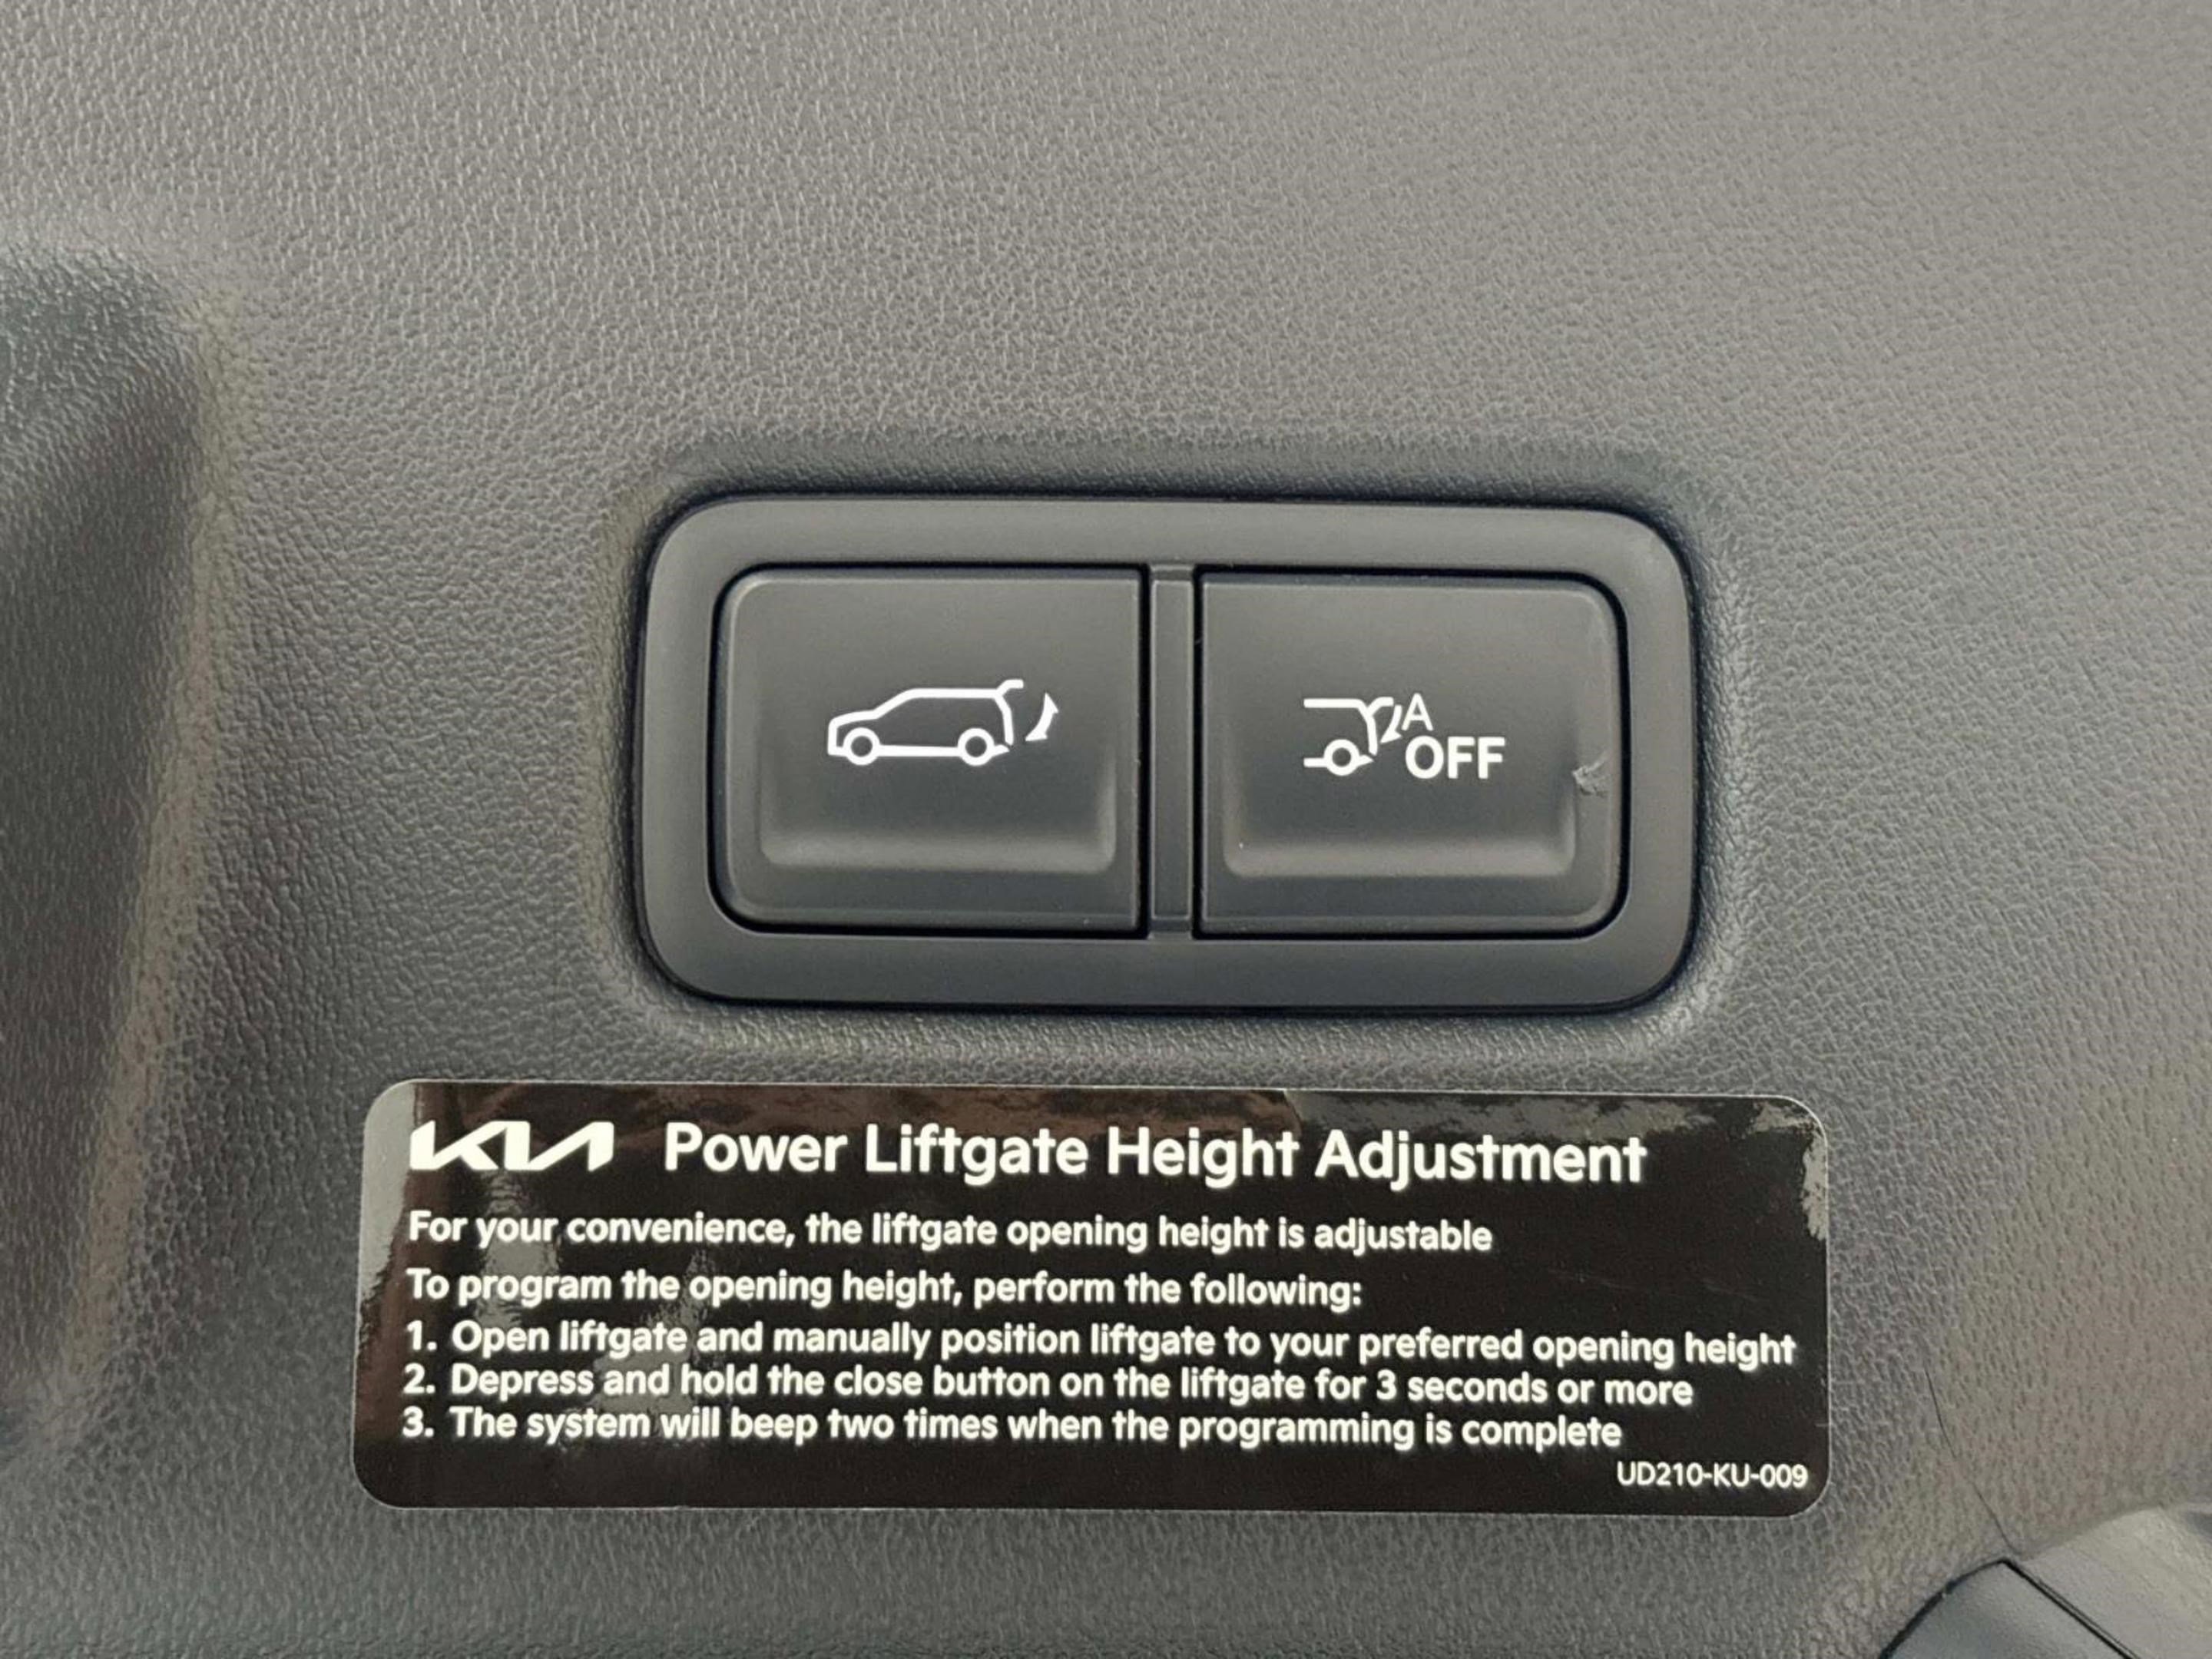 A
OFF
KIA Power Liftgate Height Adjustment
For your convenience, the liftgate opening height is adjustable
To program the opening height, perform the following:
1. Open liftgate and manually position liftgate to your preferred opening height
2. Depress and hold the close button on the liftgate for 3 seconds or more
3. The system will beep two times when the programming is complete
UD210-KU-009